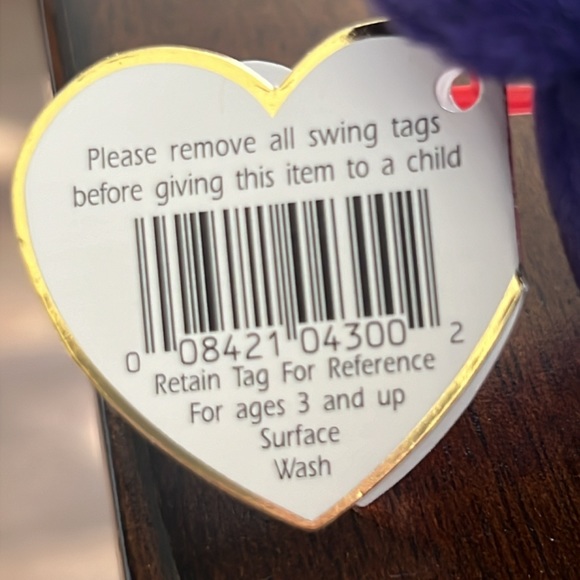 Please remove all swing tags
before giving this item to a child
0 08421 04300 2
Retain Tag For Reference
For ages 3 and up
Surface
Wash